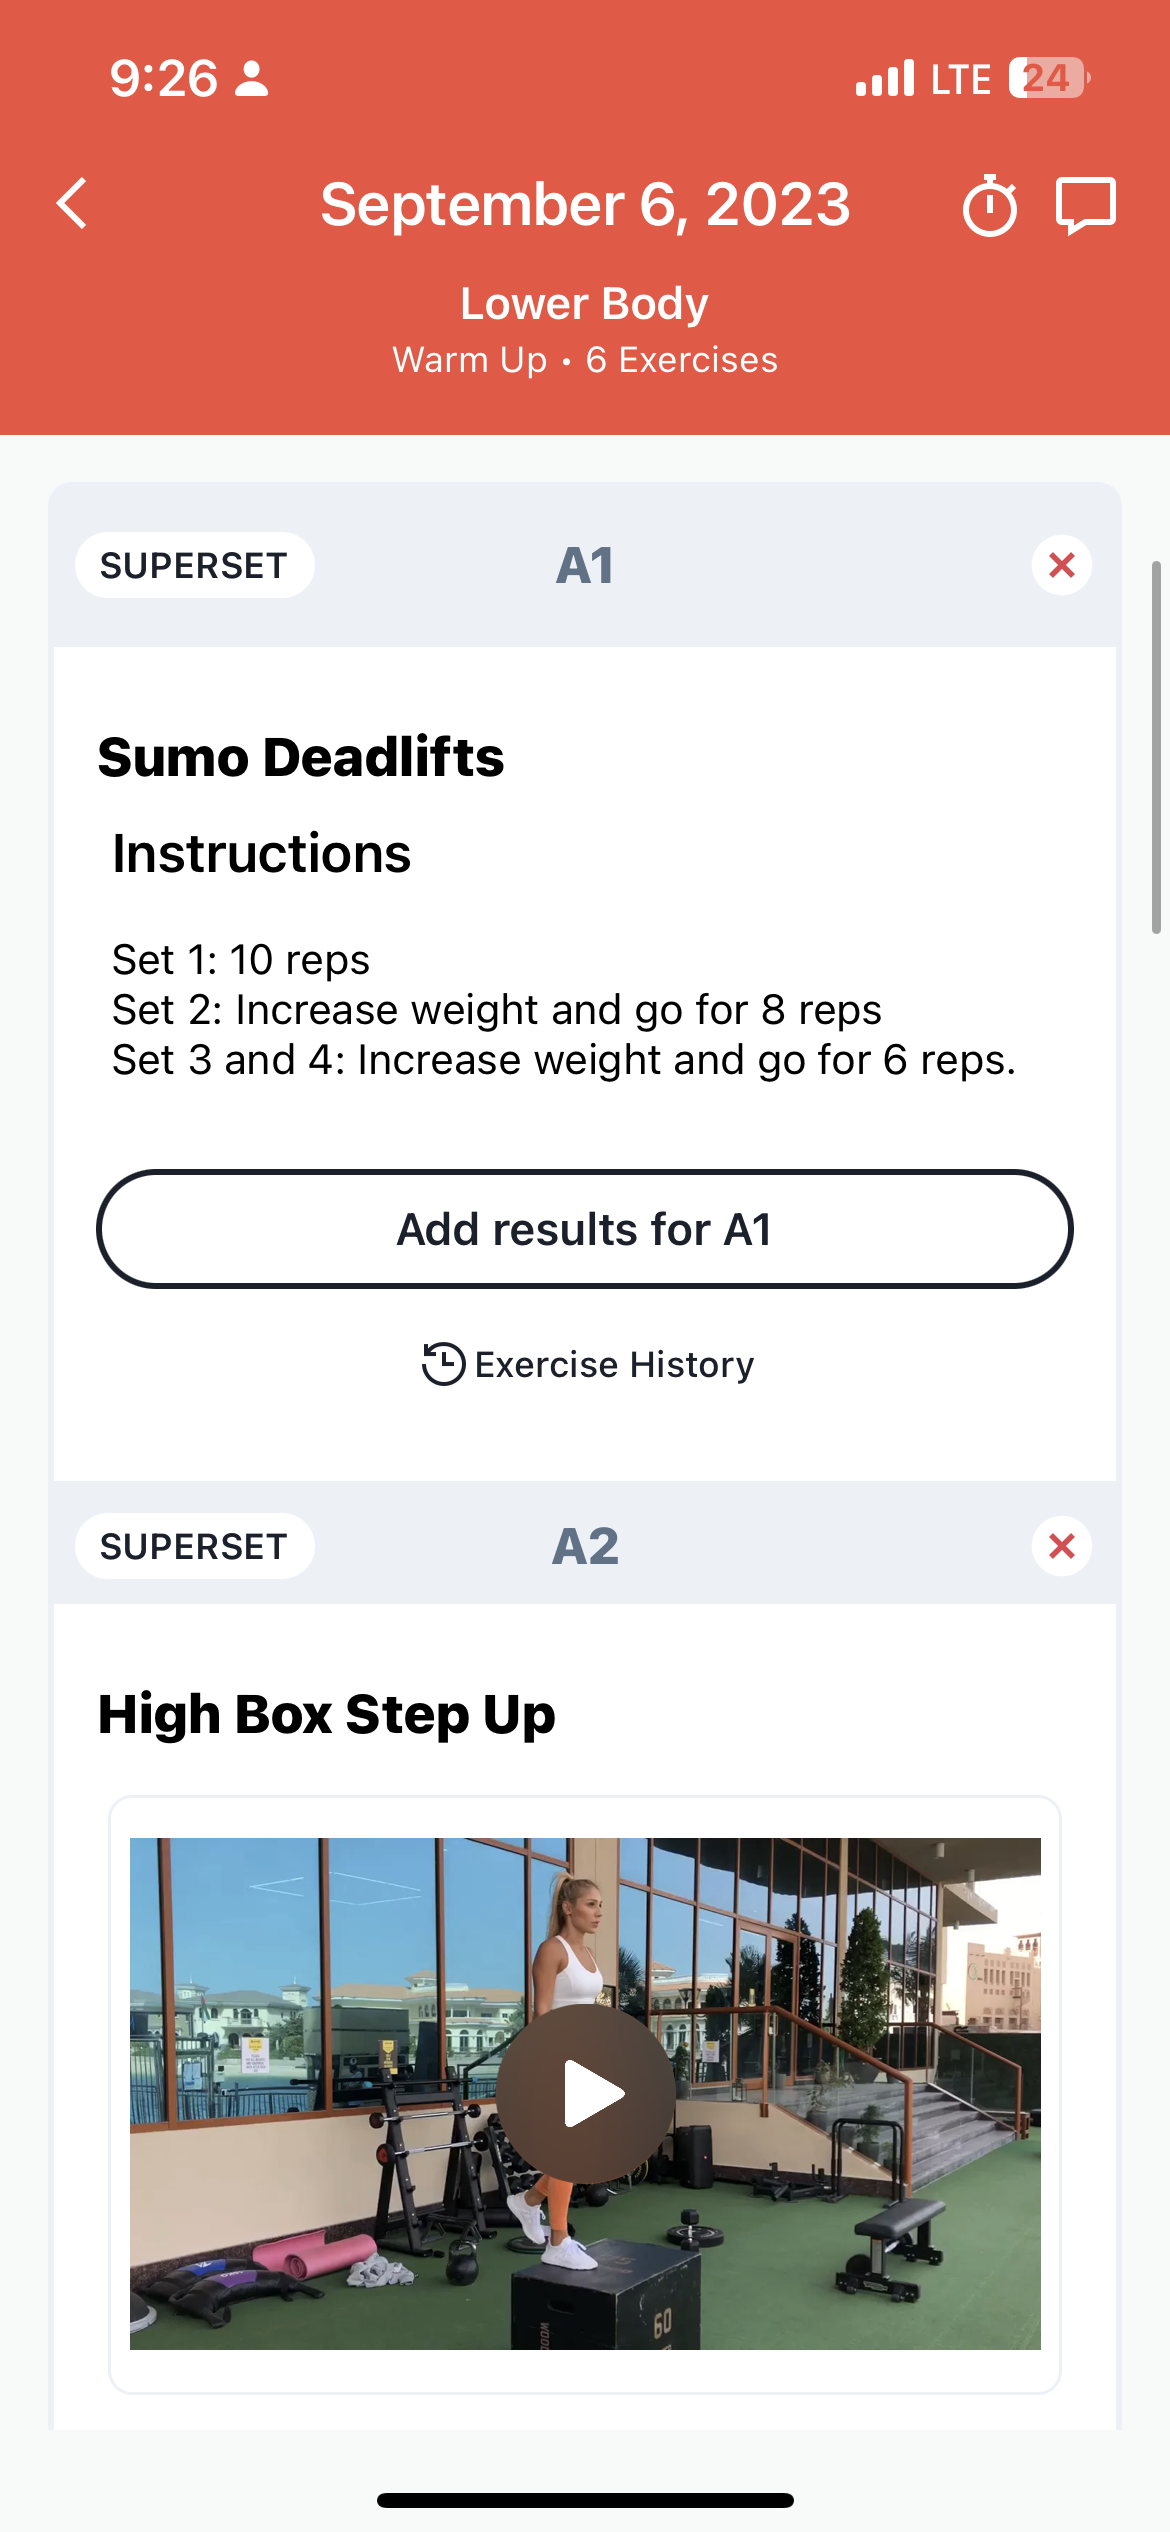 9:26
LTE 24
September 6, 2023
Lower Body
Warm Up • 6 Exercises
SUPERSET
A1
Sumo Deadlifts
Instructions
Set 1: 10 reps
Set 2: Increase weight and go for 8 reps
Set 3 and 4: Increase weight and go for 6 reps.
Add results for A1
Exercise History
SUPERSET
A2
High Box Step Up
60